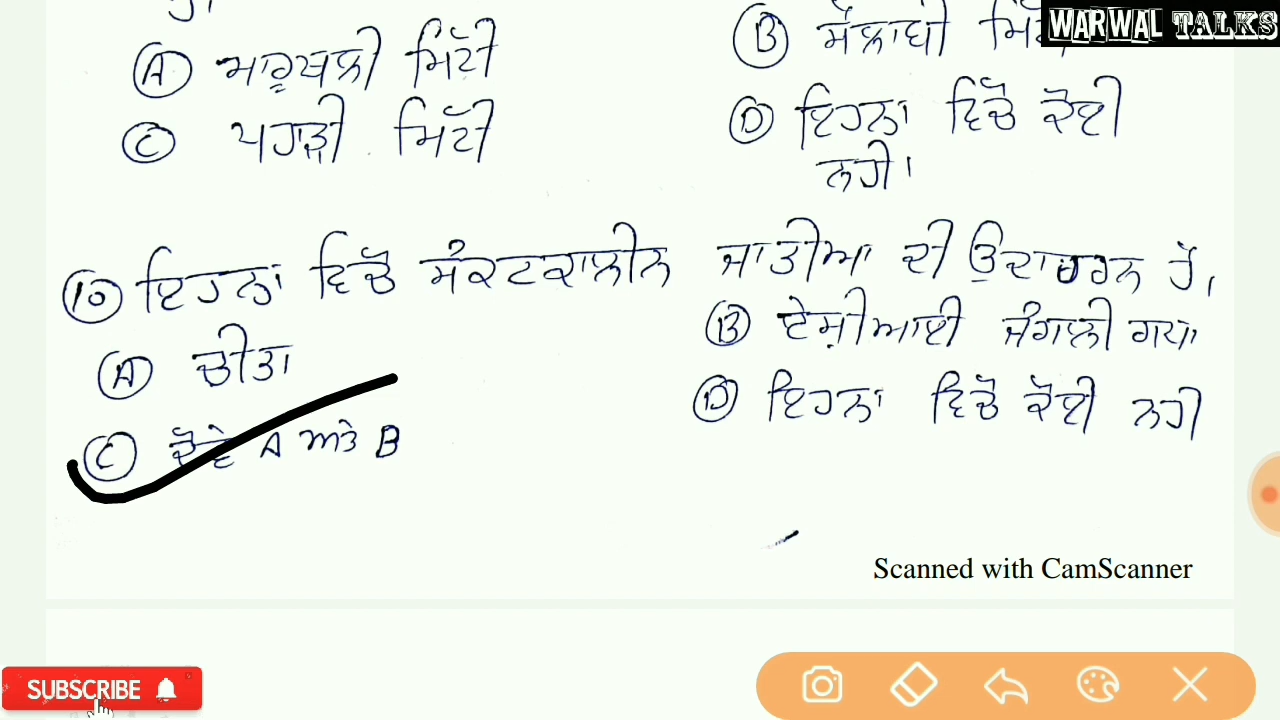 WARWAL TALKS
ਹੈ।
Ⓐ ਮਾਰੂਥਲੀ ਮਿੱਟੀ Ⓑ
Ⓒ ਪਹਾੜੀ ਮਿੱਟੀ Ⓓ ਇਹਨਾਂ ਵਿੱਚੋ ਕੋਈ
ਨਹੀ।
⑩ ਇਹਨਾਂ ਵਿੱਚੋ ਸੰਕਟਕਾਲੀਨ ਜਾਤੀਆ ਦੀ ਉਦਾਹਰਨ ਹੈ।
Ⓐ ਚੀਤਾ Ⓑ ਏਸ਼ੀਆਈ ਜੰਗਲੀ ਗਧਾ
Ⓒ ਦੋਵੇ A ਅਤੇ B Ⓓ ਇਹਨਾਂ ਵਿੱਚੋ ਕੋਈ ਨਹੀ
Scanned with CamScanner
SUBSCRIBE